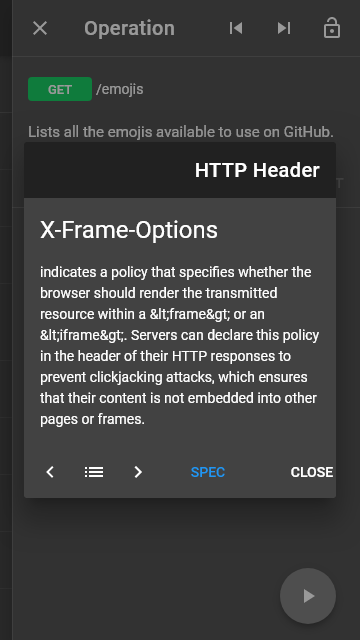 Operation
GET /emojis
Lists all the emojis available to use on GitHub.
HTTP Header
T
X-Frame-Options
indicates a policy that specifies whether the
browser should render the transmitted
resource within a &lt;frame&gt; or an
&lt;iframe&gt;. Servers can declare this policy
in the header of their HTTP responses to
prevent clickjacking attacks, which ensures
that their content is not embedded into other
pages or frames.
SPEC CLOSE